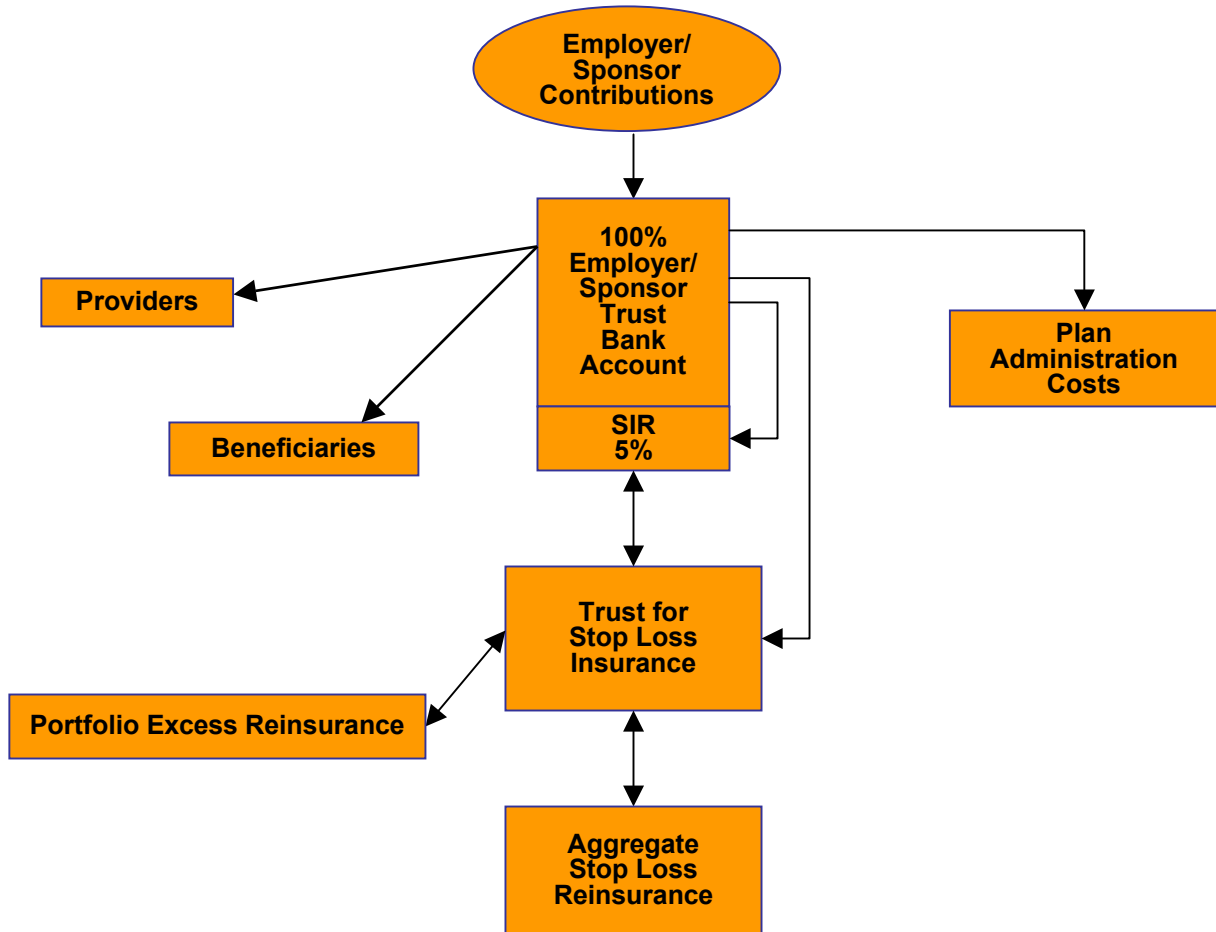 Employer/
Sponsor
Contributions
100%
Employer/
Sponsor
Trust
Bank
Account
Providers
Plan
Administration
Costs
Beneficiaries
SIR
5%
Trust for
Stop Loss
Insurance
Portfolio Excess Reinsurance
Aggregate
Stop Loss
Reinsurance